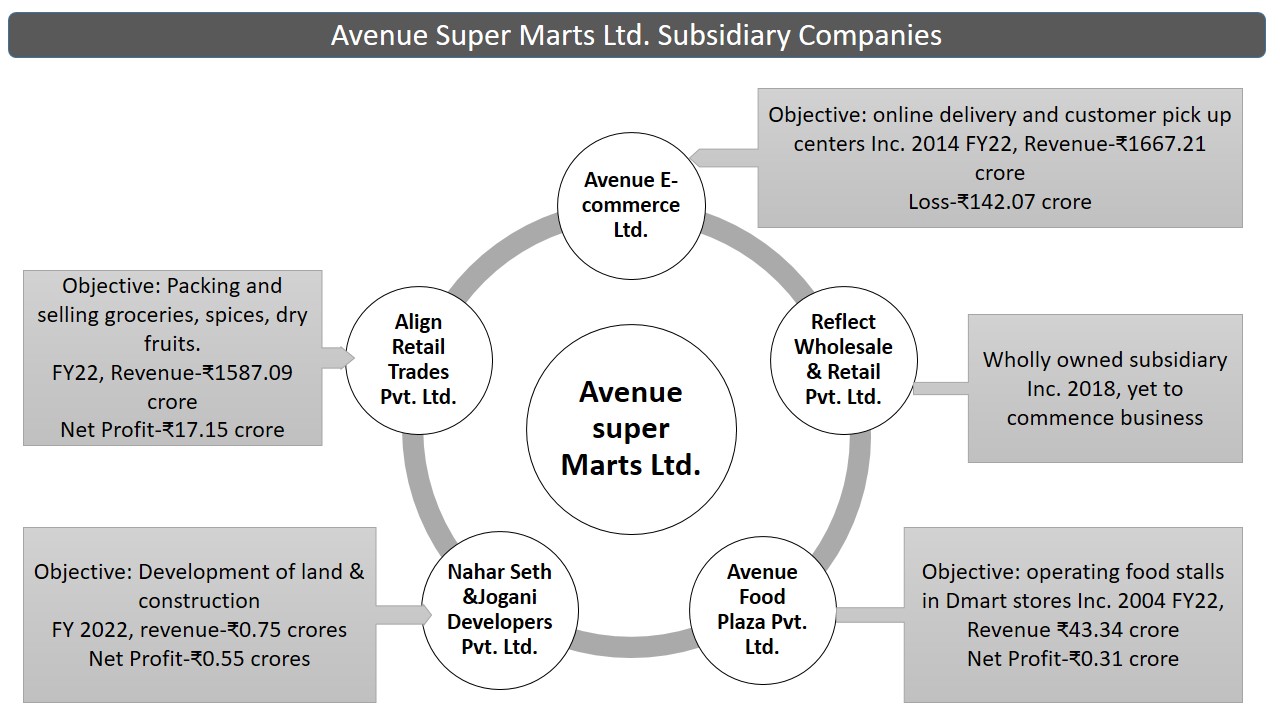 Avenue Super Marts Ltd. Subsidiary Companies
Objective: online delivery and customer pick up
centers Inc. 2014 FY22, Revenue-₹1667.21
crore
Loss-₹142.07 crore
Avenue E-
commerce
Ltd.
Objective: Packing and
selling groceries, spices, dry
fruits.
FY22, Revenue-₹1587.09
crore
Net Profit-₹17.15 crore
Align
Retail
Trades
Pvt. Ltd.
Reflect
Wholesale
& Retail
Pvt. Ltd.
Wholly owned subsidiary
Inc. 2018, yet to
commence business
Avenue
super
Marts Ltd.
Objective: Development of land &
construction
FY 2022, revenue-₹0.75 crores
Net Profit-₹0.55 crores
Nahar Seth
&Jogani
Developers
Pvt. Ltd.
Avenue
Food
Plaza Pvt.
Ltd.
Objective: operating food stalls
in Dmart stores Inc. 2004 FY22,
Revenue ₹43.34 crore
Net Profit-₹0.31 crore